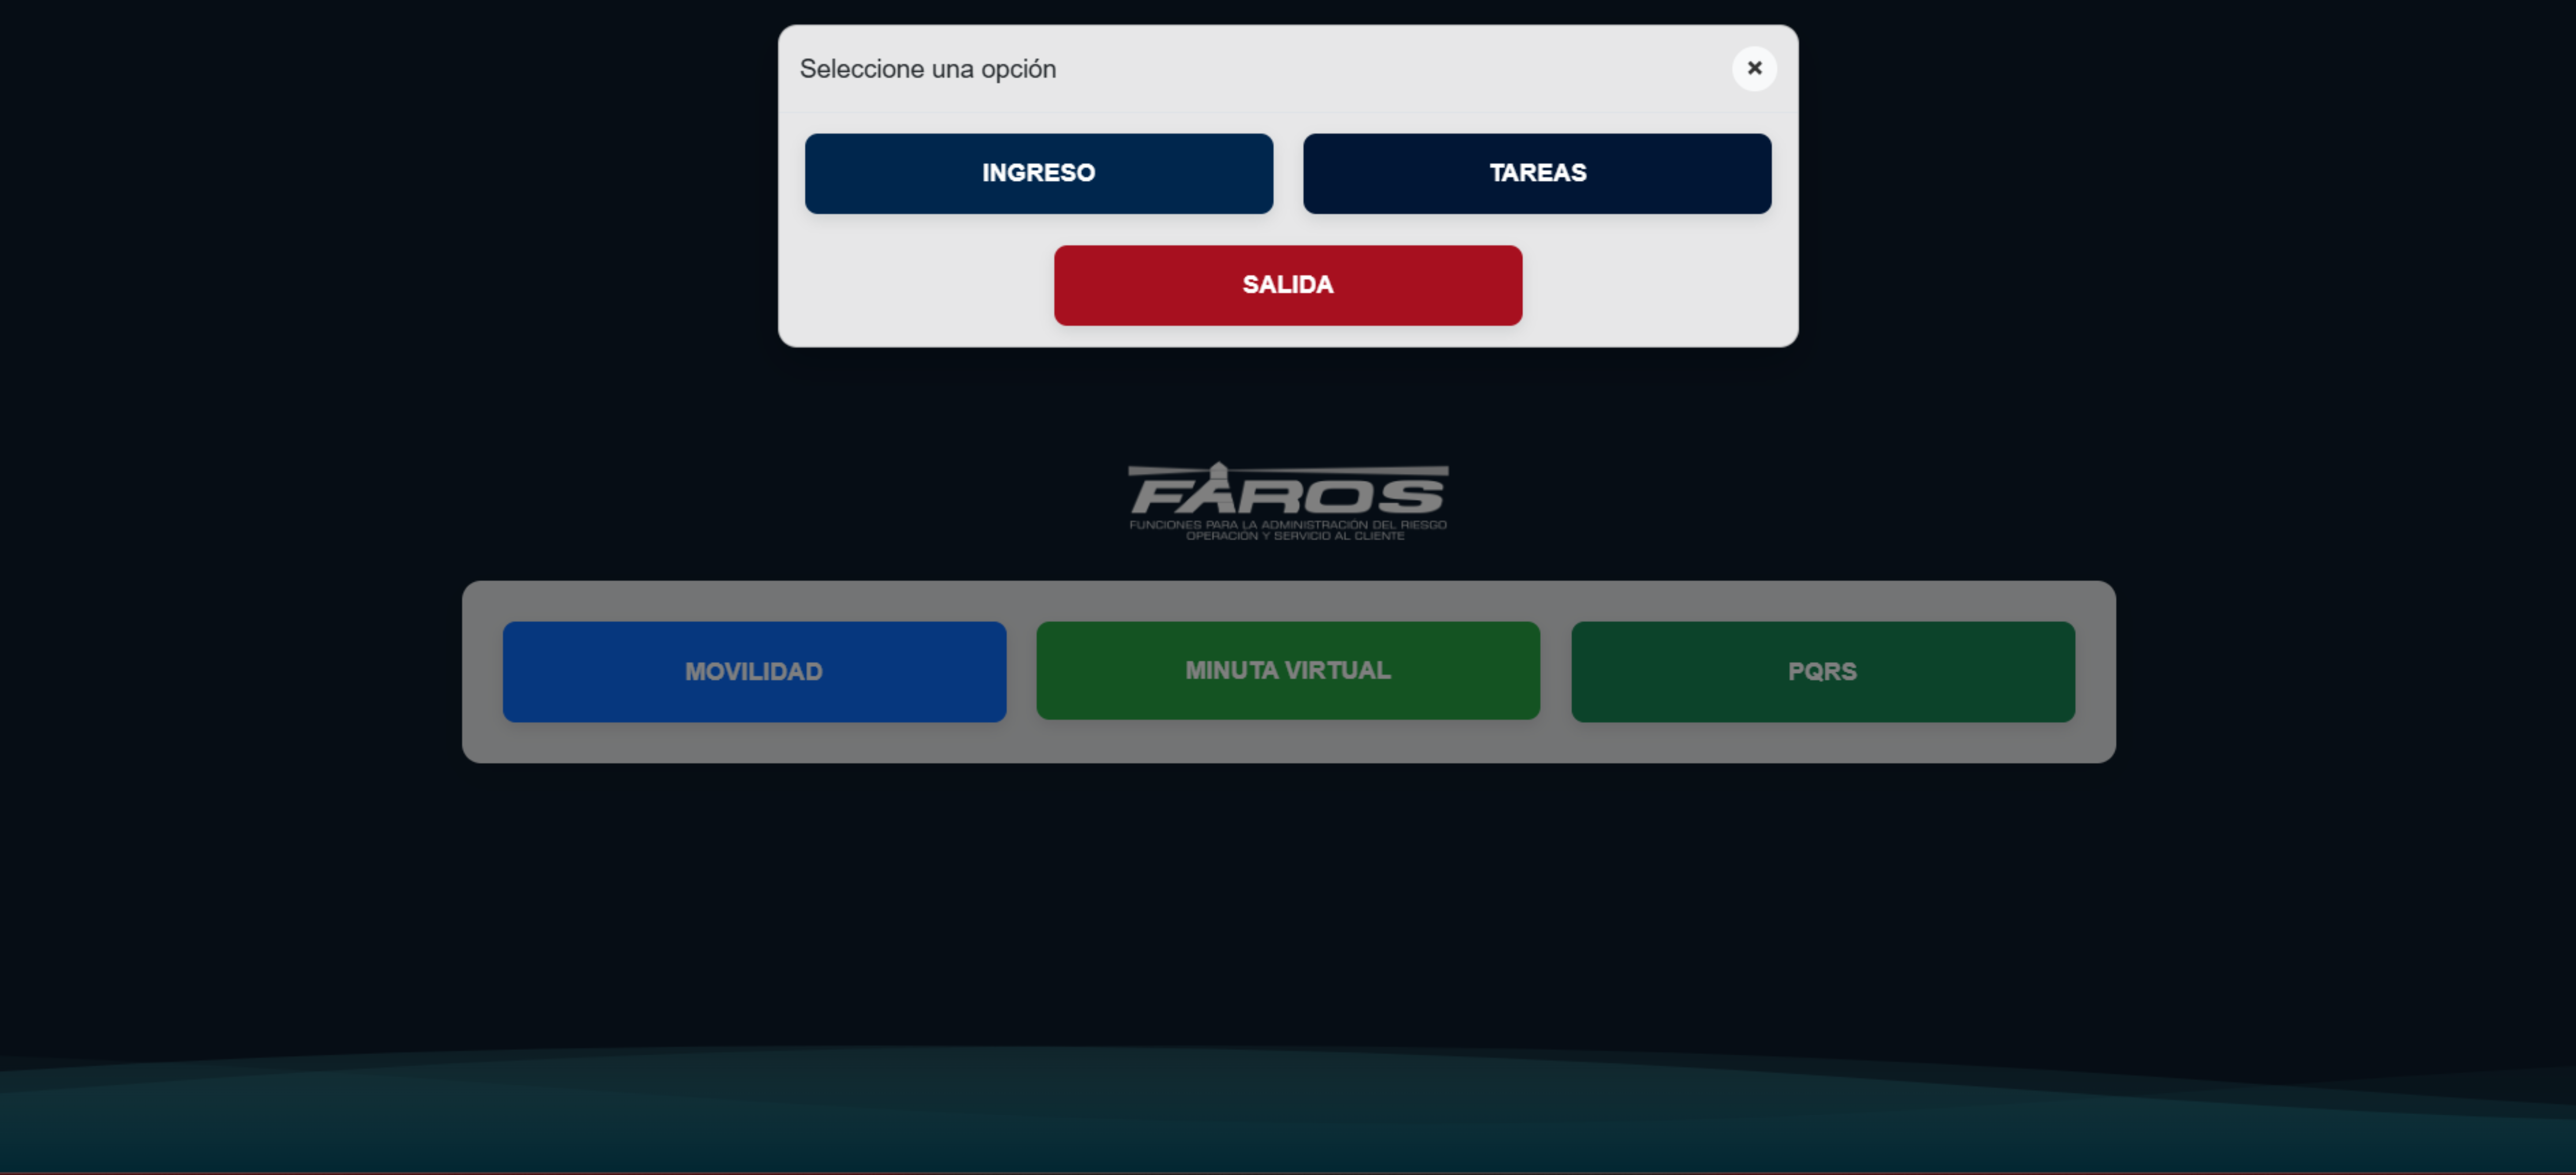 Seleccione una opción
INGRESO
TAREAS
SALIDA
FAROS
FUNCIONES PARA LA ADMINISTRACIÓN DEL RIESGO
OPERACIÓN Y SERVICIO AL CLIENTE
MOVILIDAD
MINUTA VIRTUAL
PQRS